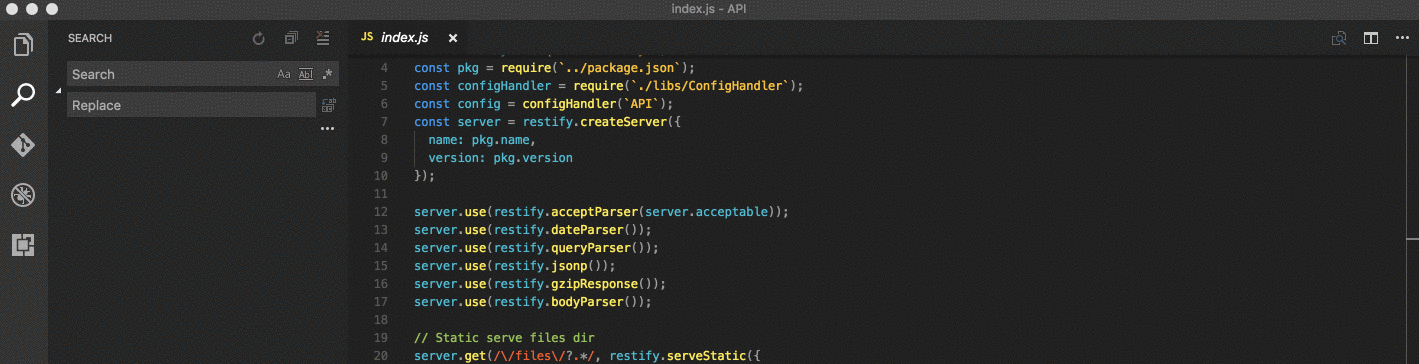 index.js - API
SEARCH
Search
Aa Abl .*
Replace
JS index.js ×
4 const pkg = require(`../package.json`);
5 const configHandler = require(`./libs/ConfigHandler`);
6 const config = configHandler(`API`);
7 const server = restify.createServer({
8 name: pkg.name,
9 version: pkg.version
10 });
11
12 server.use(restify.acceptParser(server.acceptable));
13 server.use(restify.dateParser());
14 server.use(restify.queryParser());
15 server.use(restify.jsonp());
16 server.use(restify.gzipResponse());
17 server.use(restify.bodyParser());
18
19 // Static serve files dir
20 server.get(/\/files\/?.*/, restify.serveStatic({